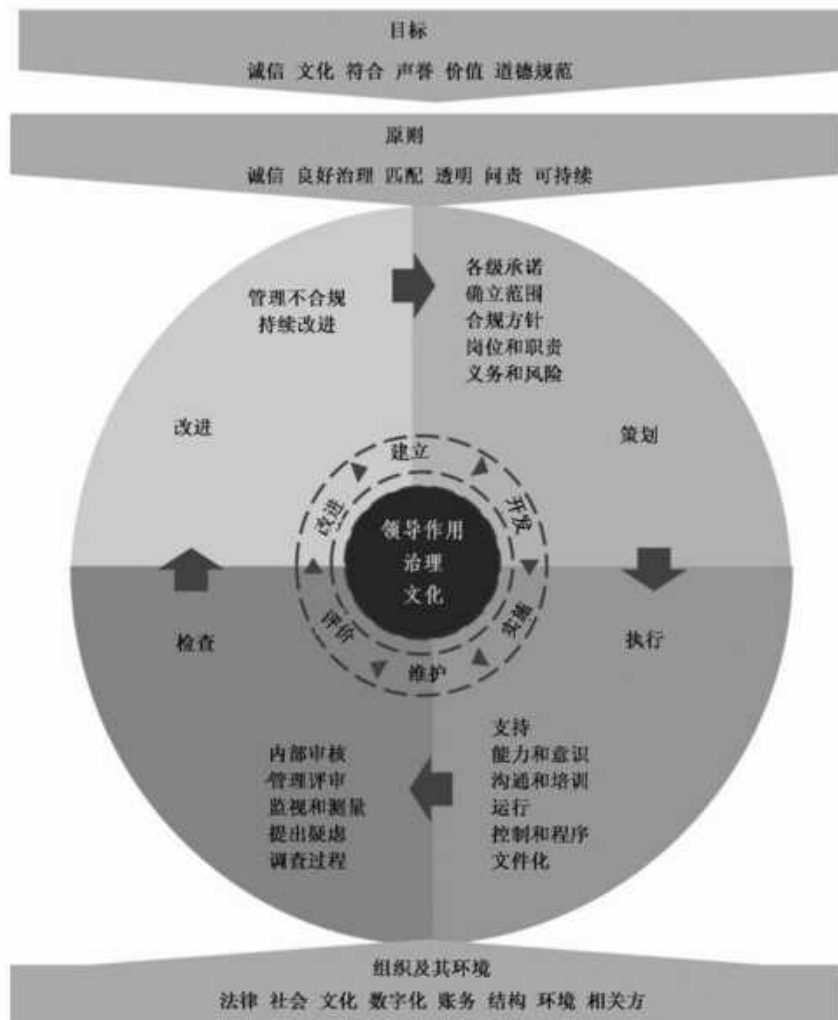 目标
诚信 文化 符合 声誉 价值 道德规范
原则
诚信 良好治理 匹配 透明 问责 可持续
管理不合规
持续改进
各级承诺
确立范围
合规方针
岗位和职责
义务和风险
改进
策划
建立
开发
实施
维护
评价
改进
领导作用
治理
文化
检查
执行
内部审核
管理评审
监视和测量
提出疑虑
调查过程
支持
能力和意识
沟通和培训
运行
控制和程序
文件化
组织及其环境
法律 社会 文化 数字化 账务 结构 环境 相关方